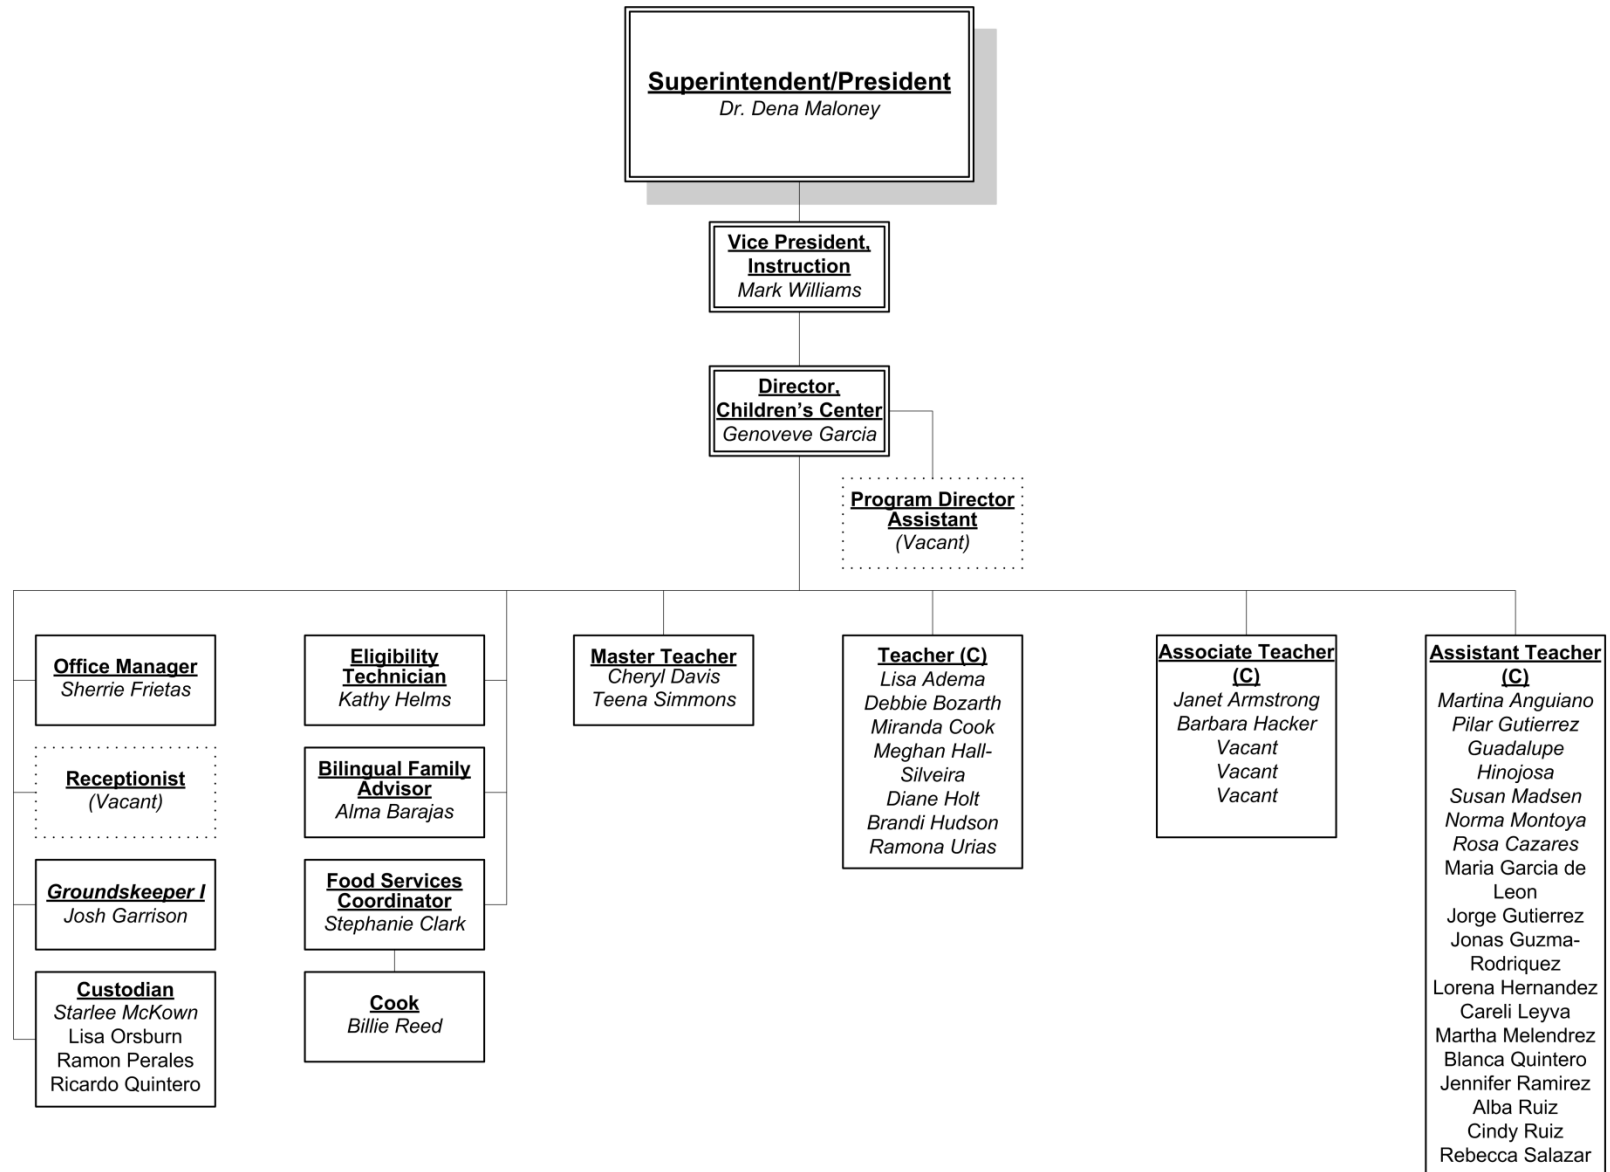 Superintendent/President
Dr. Dena Maloney
Vice President,
Instruction
Mark Williams
Director,
Children's Center
Genoveve Garcia
Program Director
Assistant
(Vacant)
Office Manager
Sherrie Frietas
Receptionist
(Vacant)
Groundskeeper I
Josh Garrison
Custodian
Starlee McKown
Lisa Orsburn
Ramon Perales
Ricardo Quintero
Eligibility
Technician
Kathy Helms
Bilingual Family
Advisor
Alma Barajas
Food Services
Coordinator
Stephanie Clark
Cook
Billie Reed
Master Teacher
Cheryl Davis
Teena Simmons
Teacher (C)
Lisa Adema
Debbie Bozarth
Miranda Cook
Meghan Hall-
Silveira
Diane Holt
Brandi Hudson
Ramona Urias
Associate Teacher
(C)
Janet Armstrong
Barbara Hacker
Vacant
Vacant
Vacant
Assistant Teacher
(C)
Martina Anguiano
Pilar Gutierrez
Guadalupe
Hinojosa
Susan Madsen
Norma Montoya
Rosa Cazares
Maria Garcia de
Leon
Jorge Gutierrez
Jonas Guzma-
Rodriquez
Lorena Hernandez
Careli Leyva
Martha Melendrez
Blanca Quintero
Jennifer Ramirez
Alba Ruiz
Cindy Ruiz
Rebecca Salazar